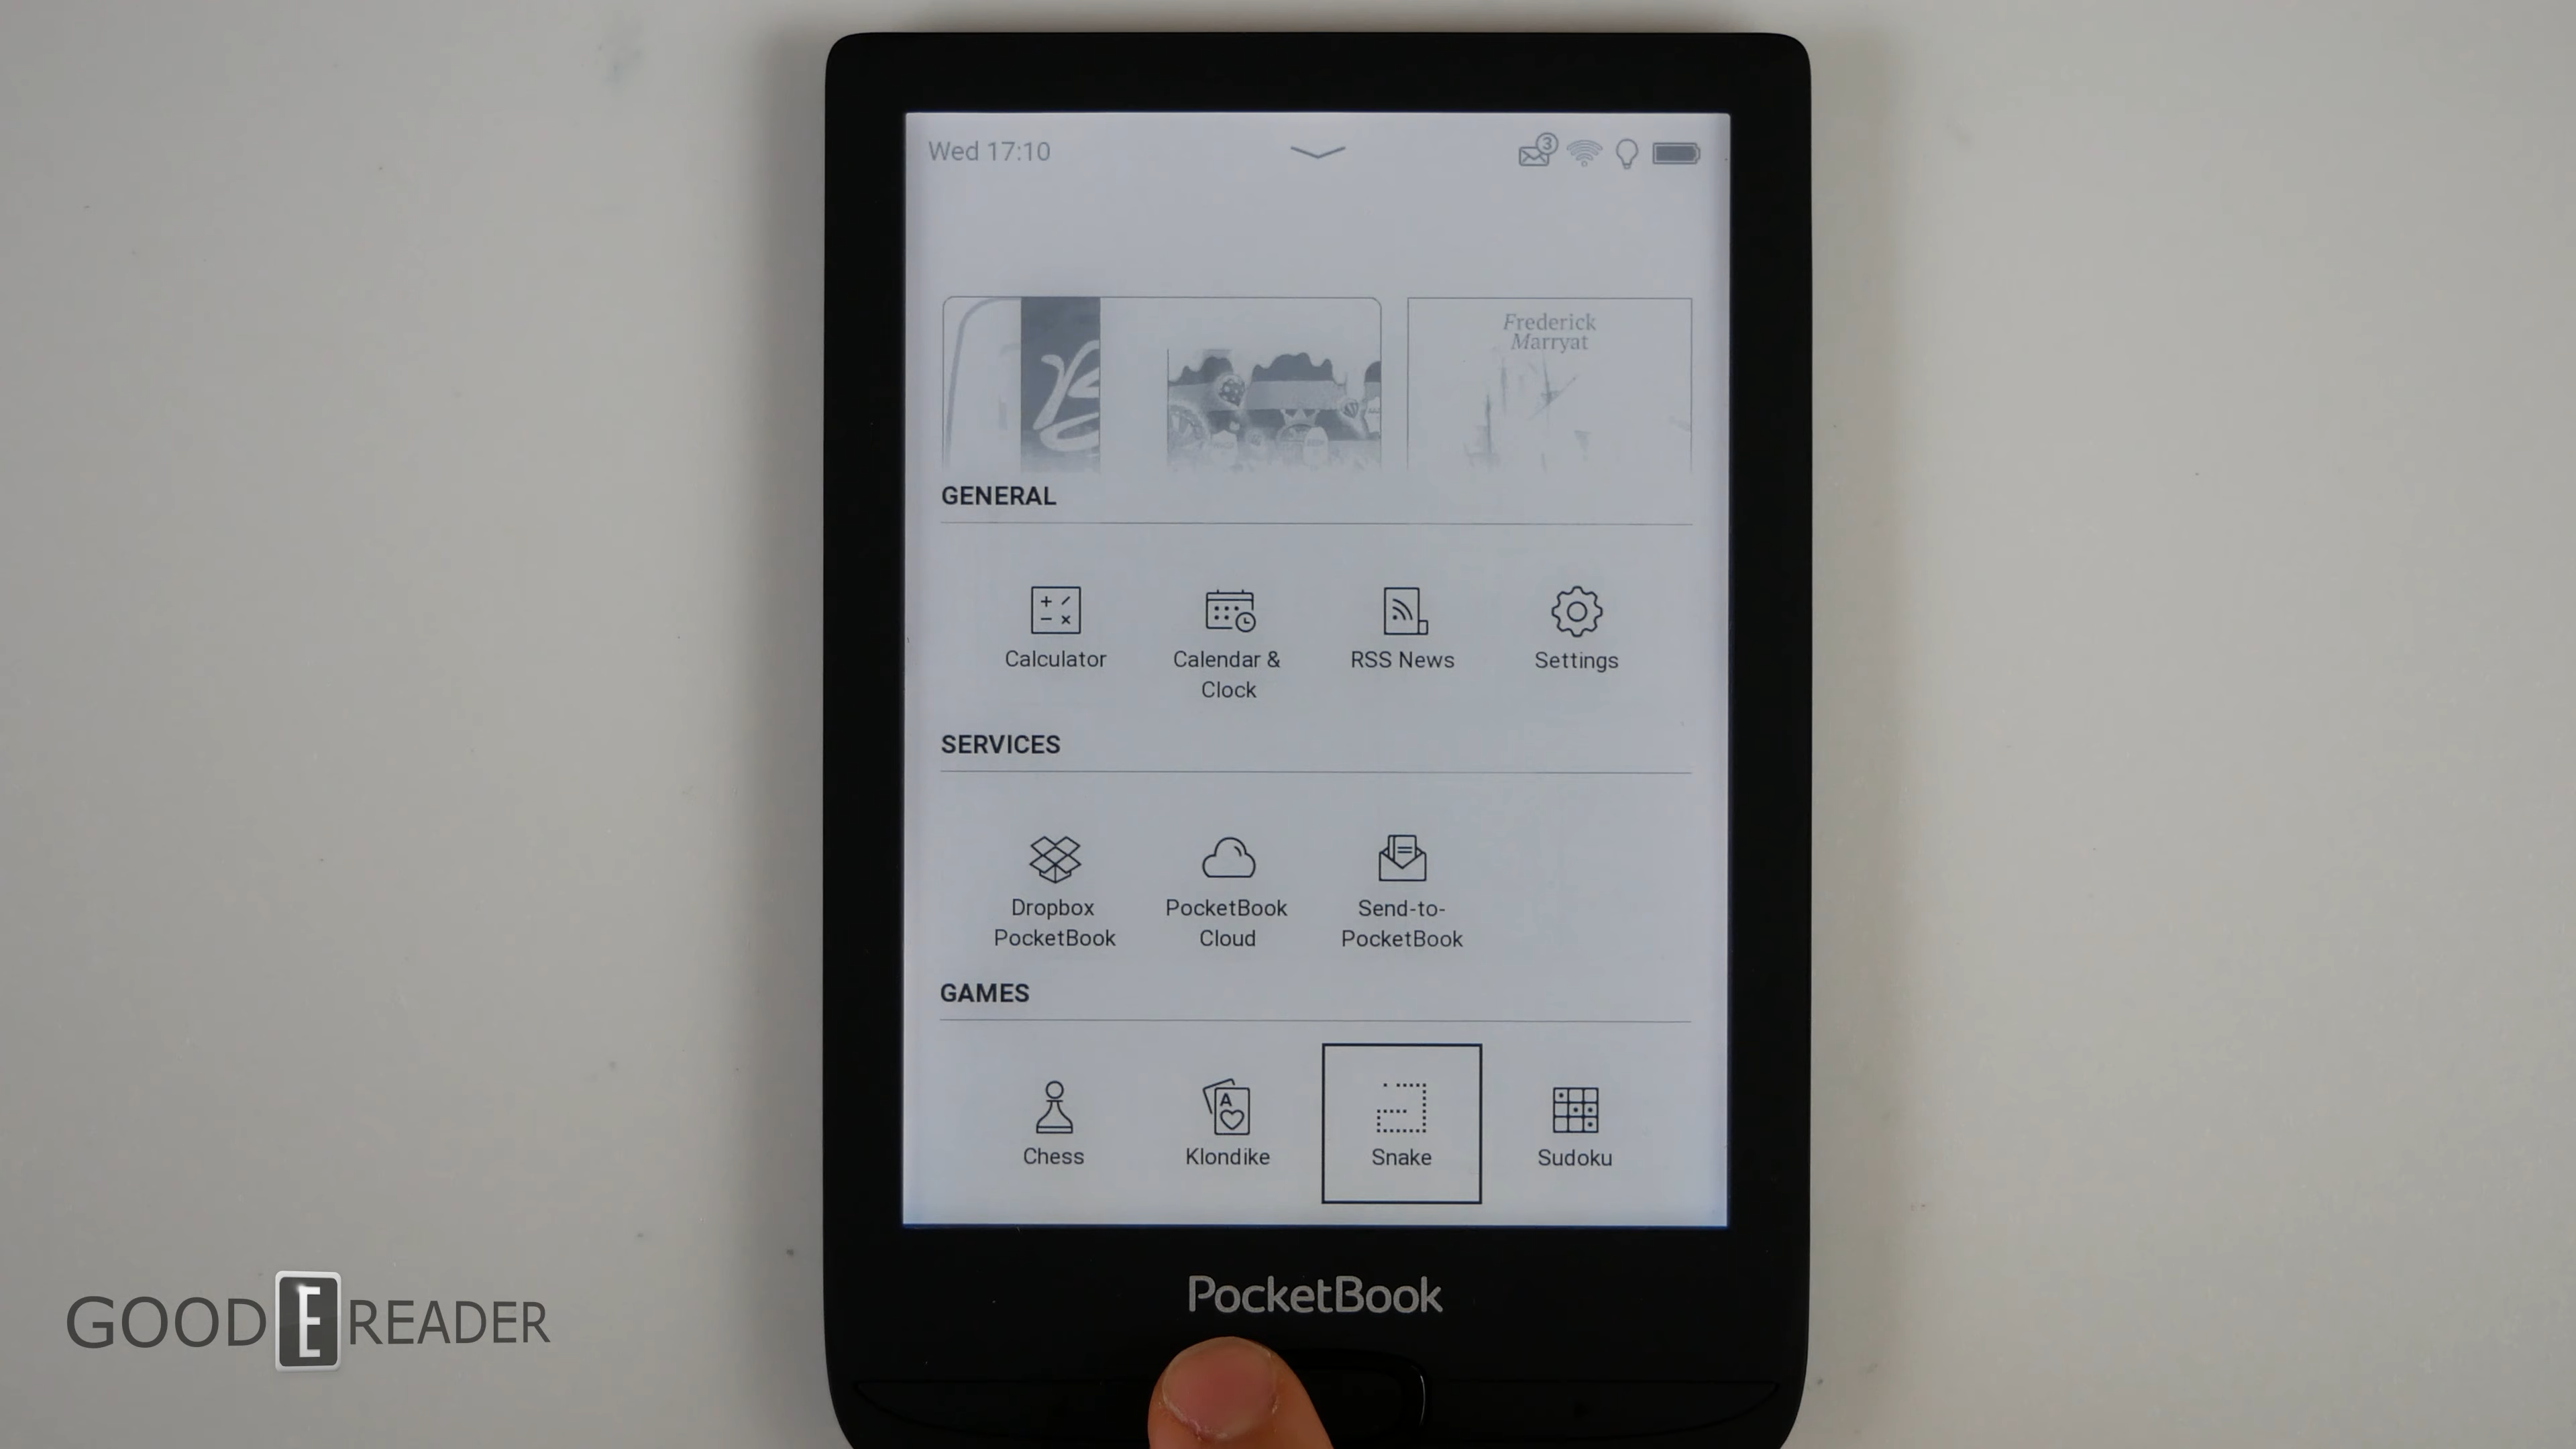 Wed 17:10
3
Frederick
Marryat
GENERAL
Calculator
Calendar &
Clock
RSS News
Settings
SERVICES
Dropbox
PocketBook
PocketBook
Cloud
Send-to-
PocketBook
GAMES
A
Chess
Klondike
Snake
Sudoku
PocketBook
GOOD E READER